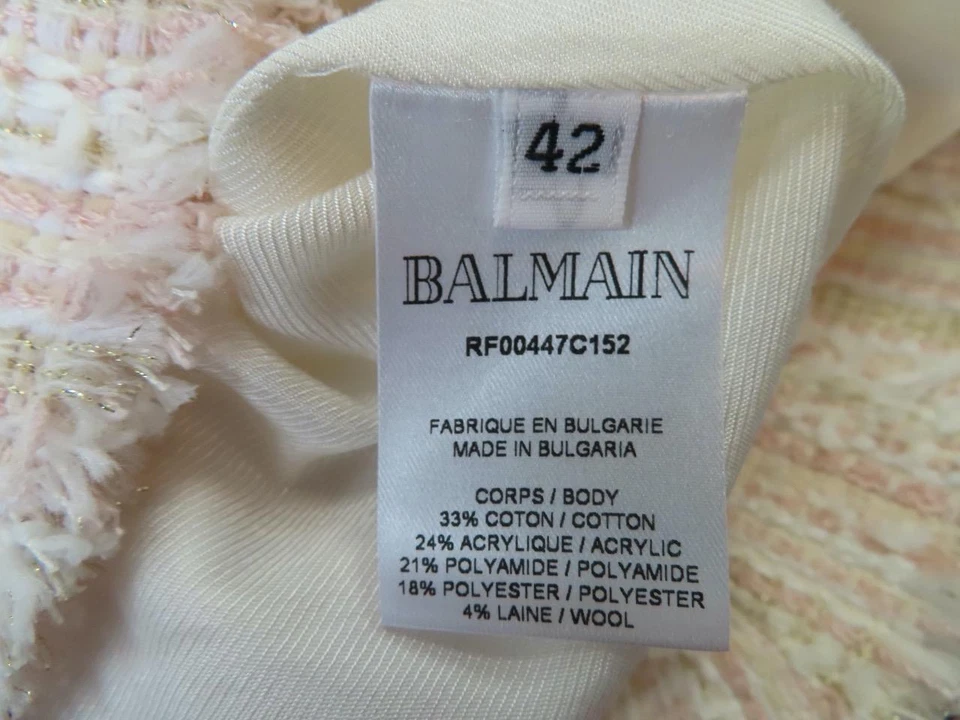 42
BALMAIN
RF00447C152
FABRIQUE EN BULGARIE
MADE IN BULGARIA
CORPS / BODY
33% COTON / COTTON
24% ACRYLIQUE / ACRYLIC
21% POLYAMIDE / POLYAMIDE
18% POLYESTER / POLYESTER
4% LAINE / WOOL